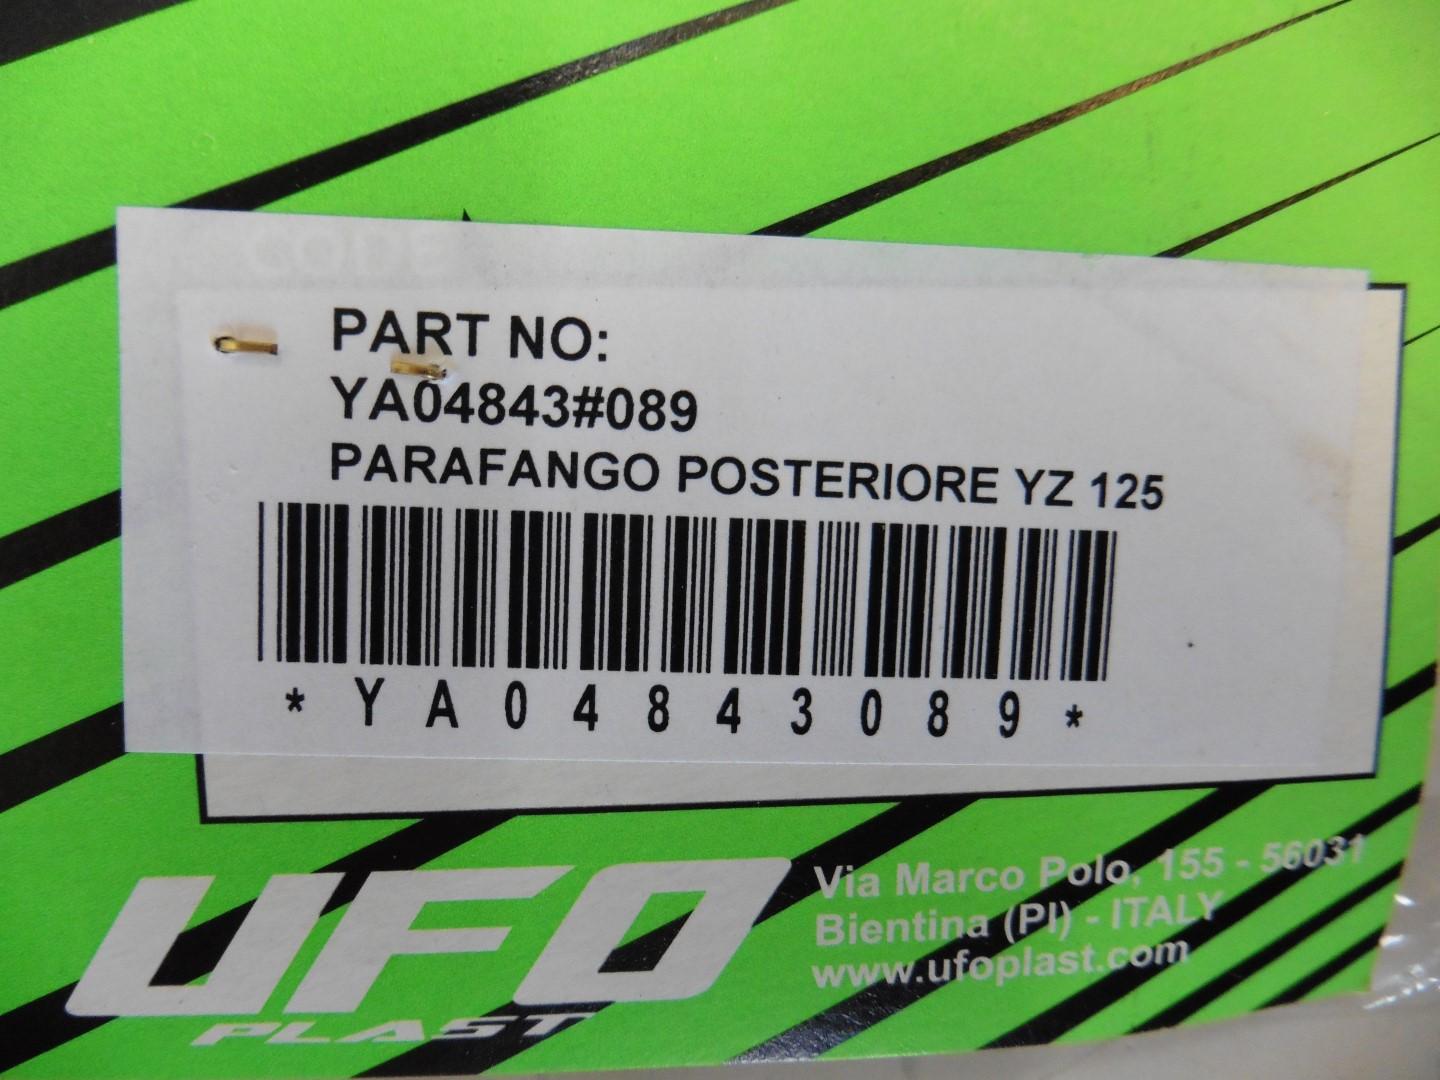 CODE
PART NO:
YA04843#089
PARAFANGO POSTERIORE YZ 125
*YA04843089*
UFO
PLAST
Via Marco Polo, 155 - 56031
Bientina (PI) - ITALY
www.ufoplast.com